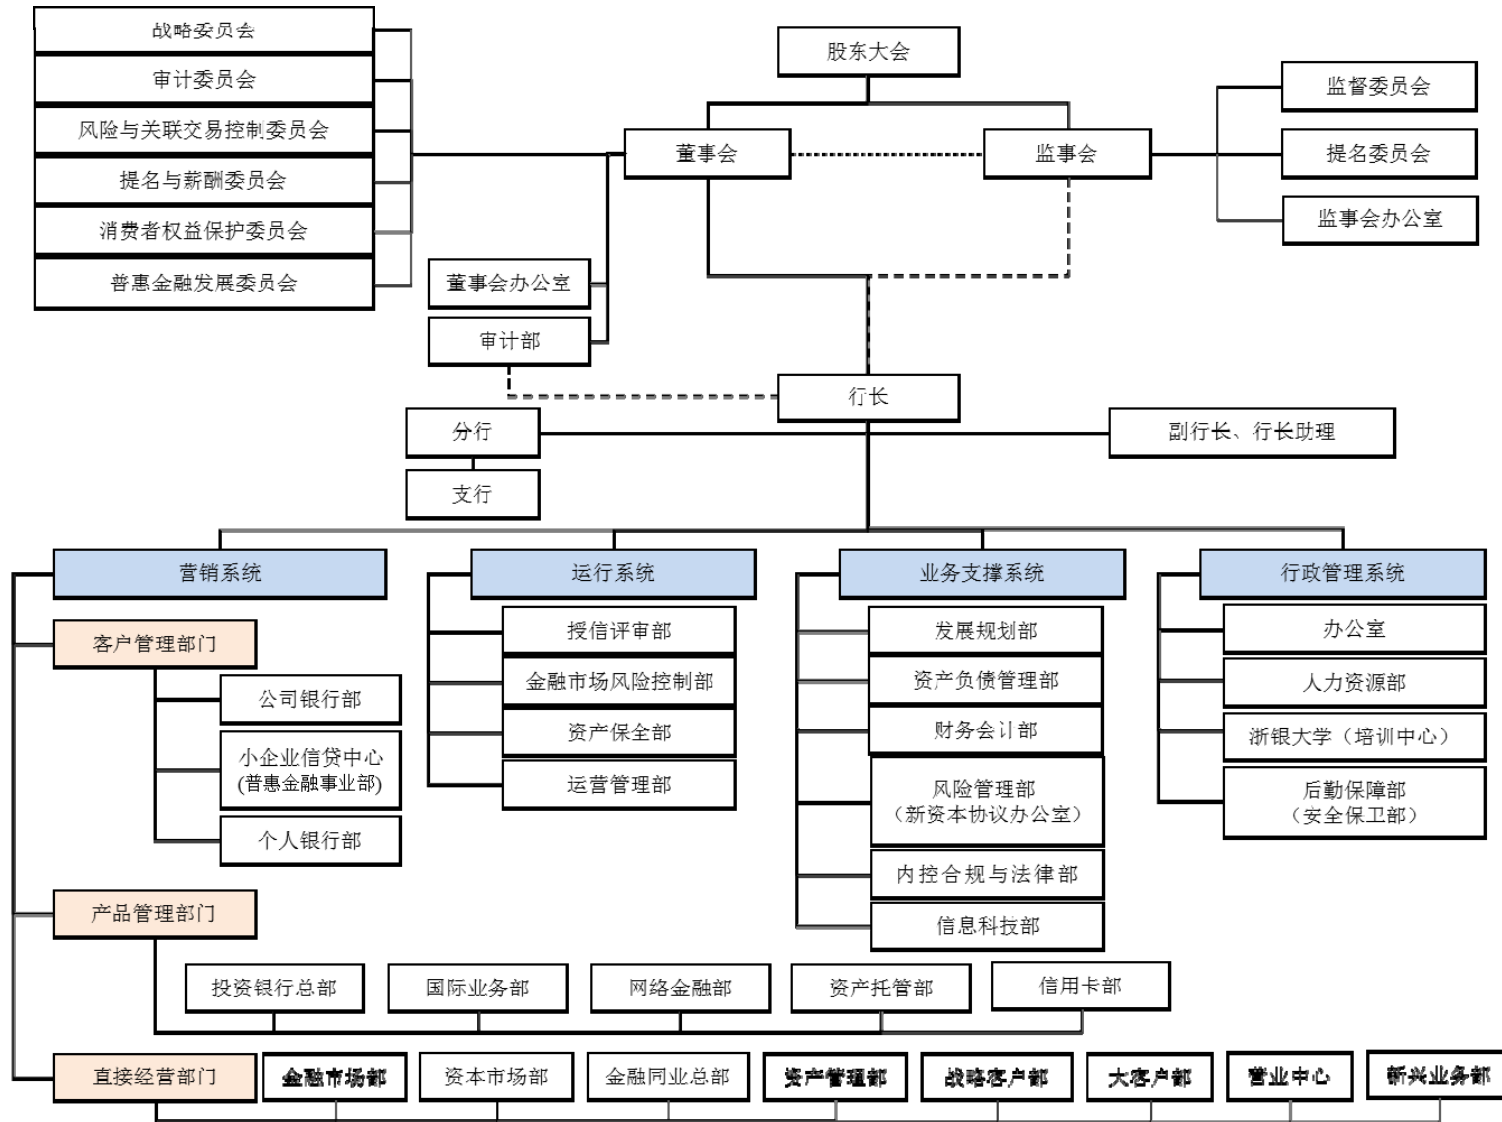 战略委员会
审计委员会
风险与关联交易控制委员会
提名与薪酬委员会
消费者权益保护委员会
普惠金融发展委员会
股东大会
董事会
监事会
监督委员会
提名委员会
监事会办公室
董事会办公室
审计部
行长
分行
支行
副行长、行长助理
营销系统
运行系统
业务支撑系统
行政管理系统
客户管理部门
公司银行部
小企业信贷中心
(普惠金融事业部)
个人银行部
授信评审部
金融市场风险控制部
资产保全部
运营管理部
发展规划部
资产负债管理部
财务会计部
风险管理部
（新资本协议办公室）
内控合规与法律部
信息科技部
办公室
人力资源部
浙银大学（培训中心）
后勤保障部
（安全保卫部）
产品管理部门
投资银行总部
国际业务部
网络金融部
资产托管部
信用卡部
直接经营部门
金融市场部
资本市场部
金融同业总部
资产管理部
战略客户部
大客户部
营业中心
新兴业务部